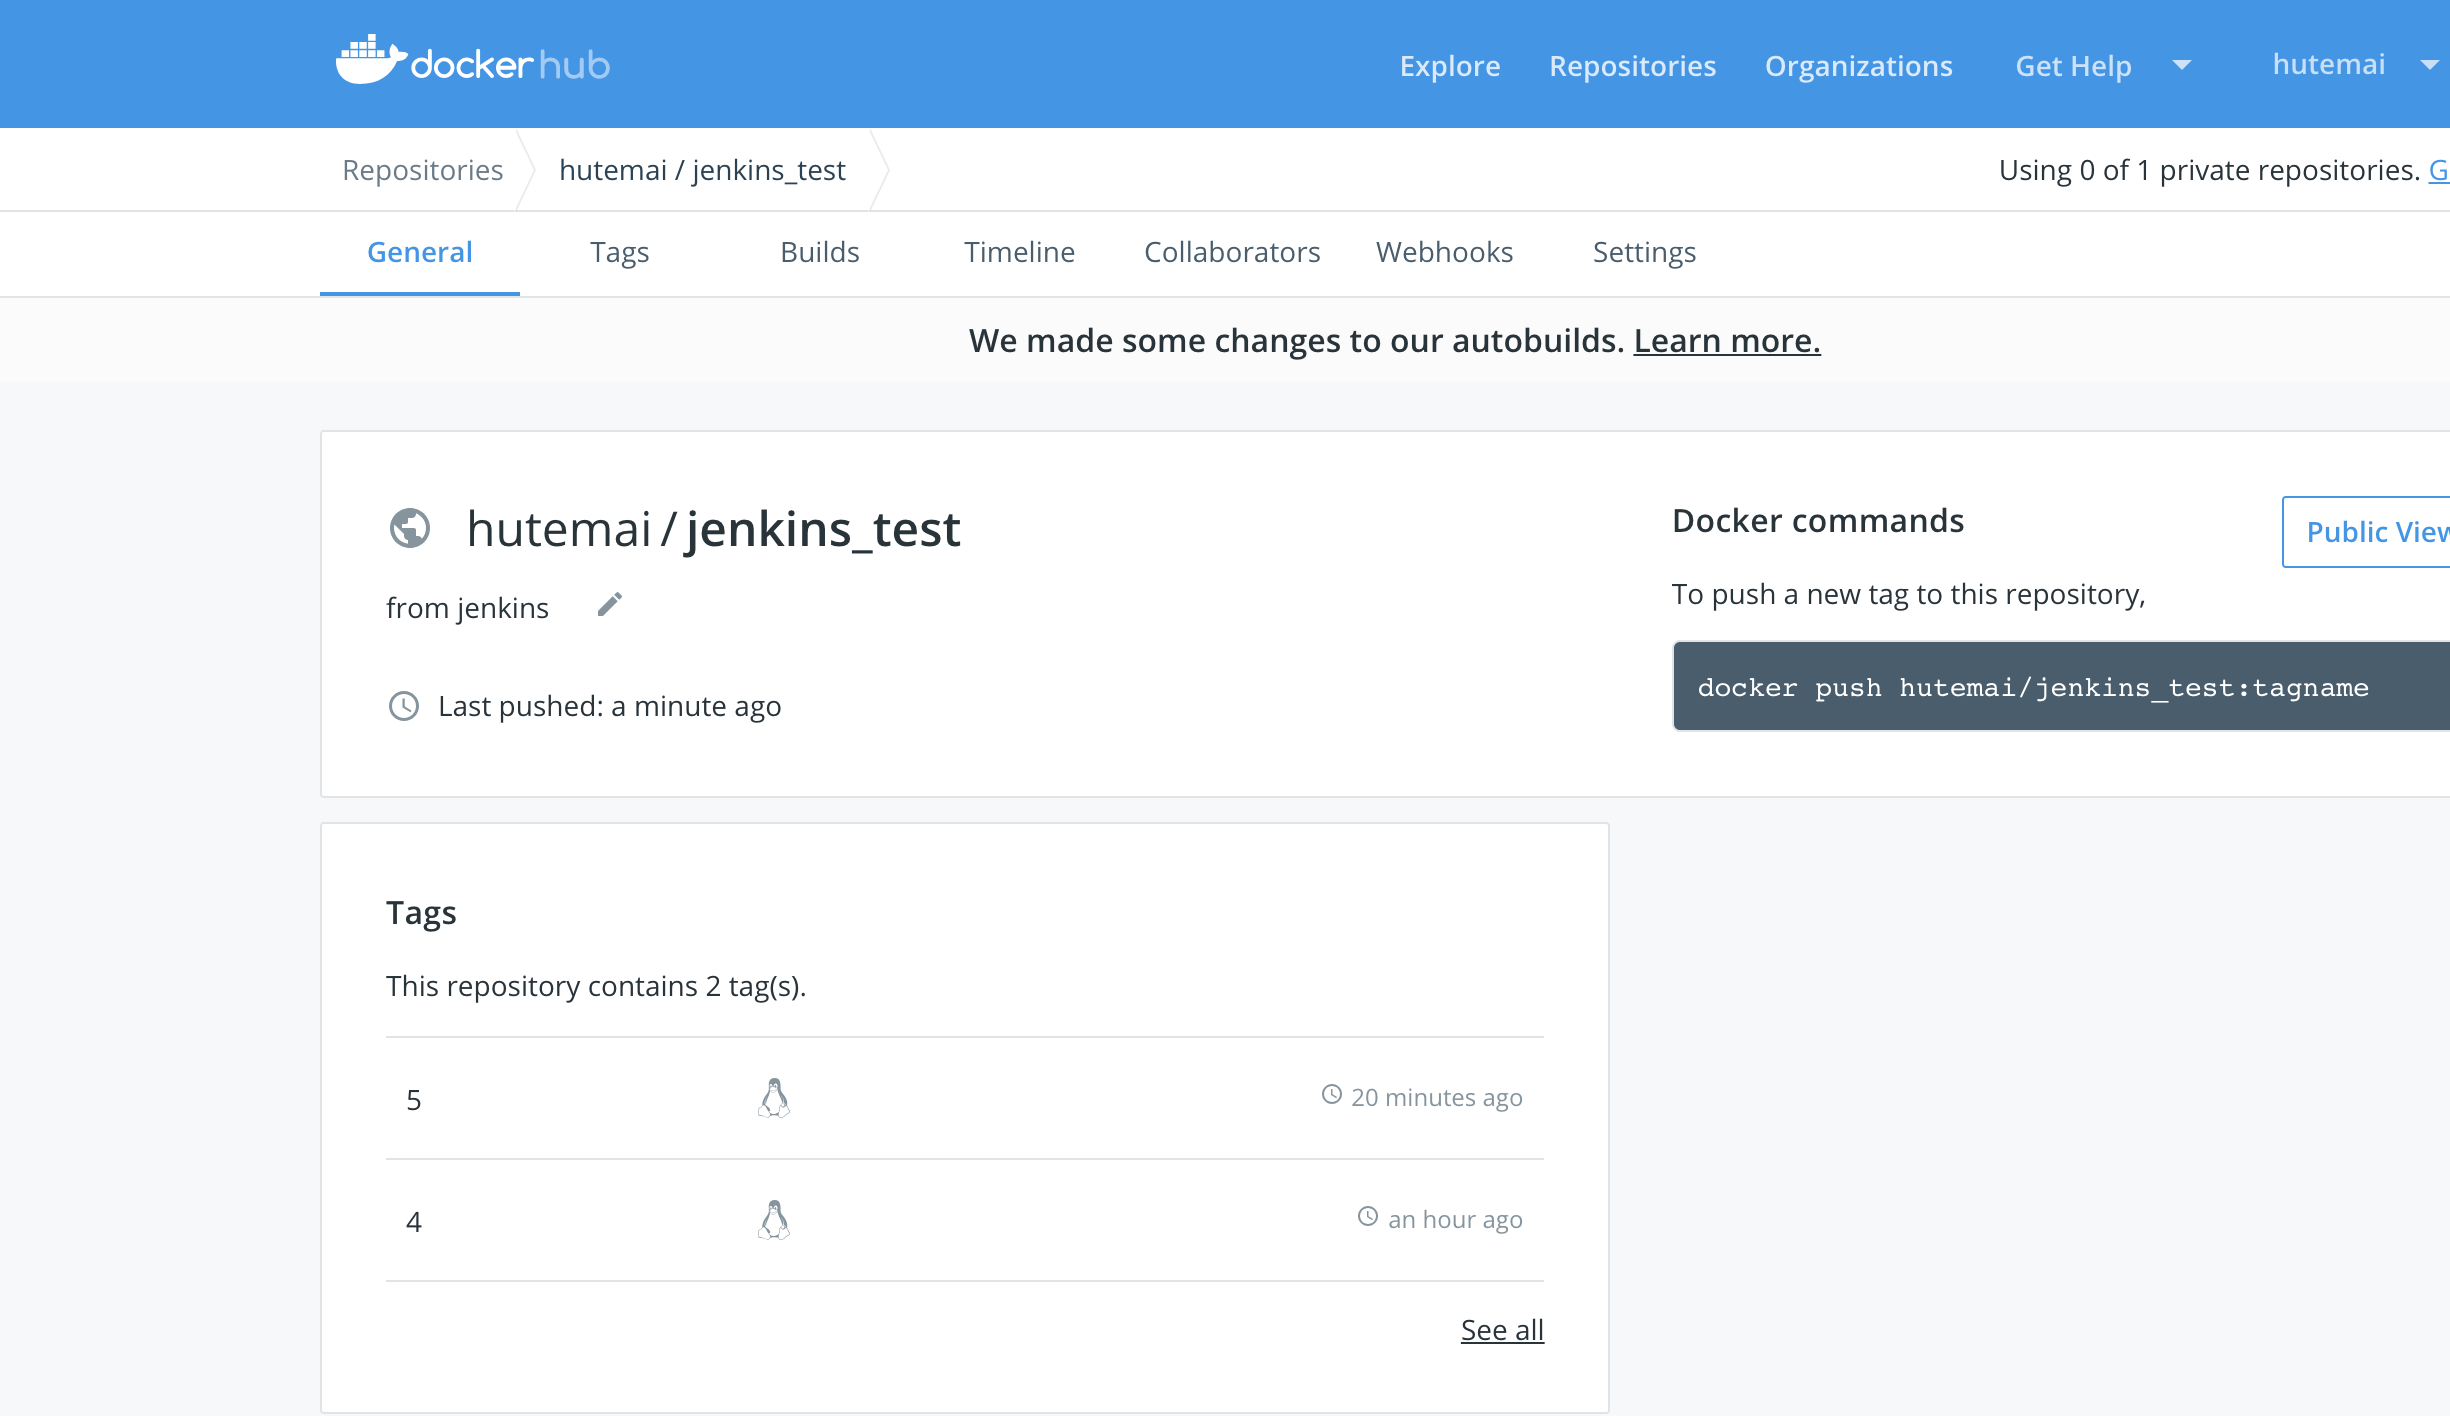 docker hub
Explore Repositories Organizations Get Help hutemai
Repositories hutemai / jenkins_test Using 0 of 1 private repositories. G
General Tags Builds Timeline Collaborators Webhooks Settings
We made some changes to our autobuilds. Learn more.
hutemai / jenkins_test
from jenkins
Last pushed: a minute ago
Docker commands
Public View
To push a new tag to this repository,
docker push hutemai/jenkins_test:tagname
Tags
This repository contains 2 tag(s).
5 20 minutes ago
4 an hour ago
See all